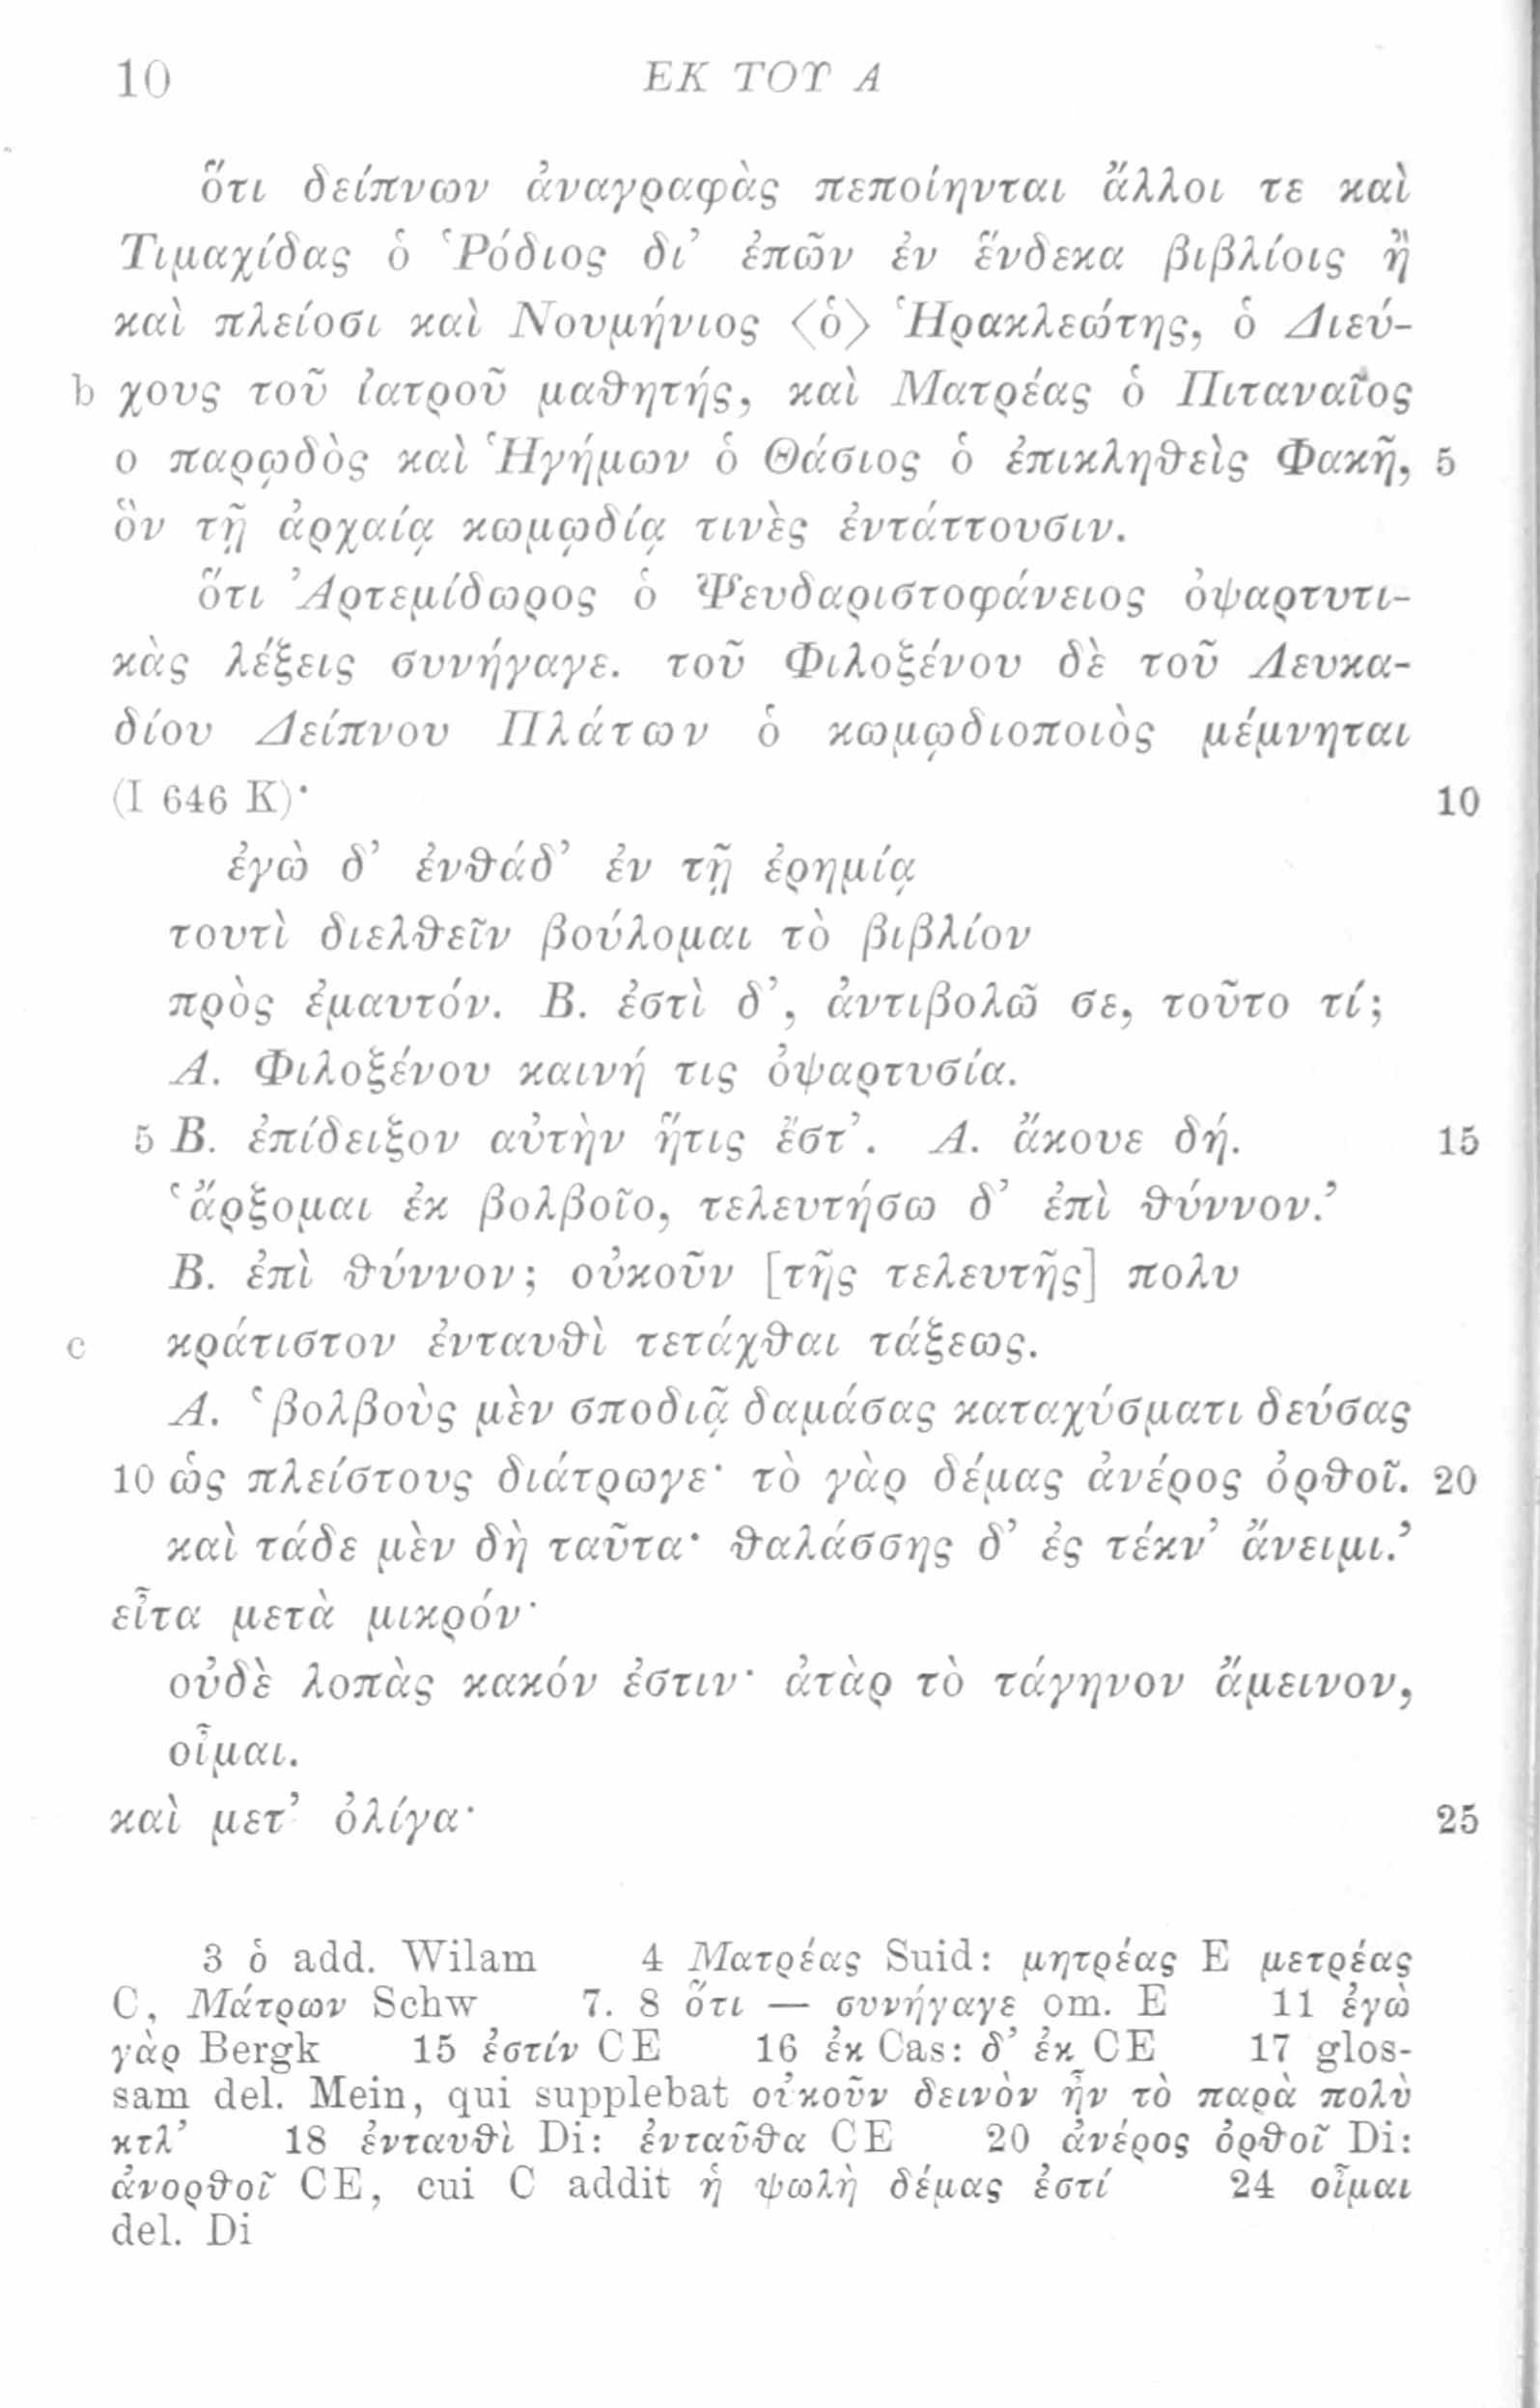 10 ΕΚ ΤΟΥ Α
ὅτι δείπνων ἀναγραφὰς πεποίηνται ἄλλοι τε καὶ
Τιμαχίδας ὁ Ῥόδιος δι’ ἐπῶν ἐν ἕνδεκα βιβλίοις ἢ
καὶ πλείοσι καὶ Νουμήνιος <ὁ> Ἡρακλεώτης, ὁ Διεύ-
b χους τοῦ ἰατροῦ μαθητής, καὶ Ματρέας ὁ Πιταναῖος
ο παρῳδὸς καὶ Ἡγήμων ὁ Θάσιος ὁ ἐπικληθεὶς Φακῆ, 5
ὃν τῇ ἀρχαίᾳ κωμῳδίᾳ τινὲς ἐντάττουσιν.
ὅτι Ἀρτεμίδωρος ὁ Ψευδαριστοφάνειος ὀψαρτυτι-
κὰς λέξεις συνήγαγε. τοῦ Φιλοξένου δὲ τοῦ Λευκα-
δίου Δείπνου Πλάτων ὁ κωμῳδιοποιὸς μέμνηται
(I 646 K)· 10
ἐγὼ δ’ ἐνθάδ’ ἐν τῇ ἐρημίᾳ
τουτὶ διελθεῖν βούλομαι τὸ βιβλίον
πρὸς ἐμαυτόν. Β. ἐστὶ δ’, ἀντιβολῶ σε, τοῦτο τί;
Α. Φιλοξένου καινή τις ὀψαρτυσία.
5 Β. ἐπίδειξον αὐτὴν ἥτις ἔστ’. Α. ἄκουε δή. 15
‘ἄρξομαι ἐκ βολβοῖο, τελευτήσω δ’ ἐπὶ θύννον.’
Β. ἐπὶ θύννον; οὐκοῦν [τῆς τελευτῆς] πολυ
c κράτιστον ἐνταυθὶ τετάχθαι τάξεως.
Α. ‘βολβοὺς μὲν σποδιᾷ δαμάσας καταχύσματι δεύσας
10 ὡς πλείστους διάτρωγε· τὸ γὰρ δέμας ἀνέρος ὀρθοῖ. 20
καὶ τάδε μὲν δὴ ταῦτα· θαλάσσης δ’ ἐς τέκν’ ἄνειμι.’
εἶτα μετὰ μικρόν·
οὐδὲ λοπὰς κακόν ἐστιν· ἀτὰρ τὸ τάγηνον ἄμεινον,
οἶμαι.
καὶ μετ’ ὀλίγα· 25
3 ὁ add. Wilam 4 Ματρέας Suid: μητρέας E μετρέας
C, Μάτρων Schw 7. 8 ὅτι — συνήγαγε om. E 11 ἐγὼ
γὰρ Bergk 15 ἐστίν CE 16 ἐκ Cas: δ’ ἐκ CE 17 glos-
sam del. Mein, qui supplebat οὐκοῦν δεινὸν ἦν τὸ παρὰ πολὺ
κτλ’ 18 ἐνταυθὶ Di: ἐνταῦθα CE 20 ἀνέρος ὀρθοῖ Di:
ἀνορθοῖ CE, cui C addit ἡ ψωλὴ δέμας ἐστί 24 οἶμαι
del. Di